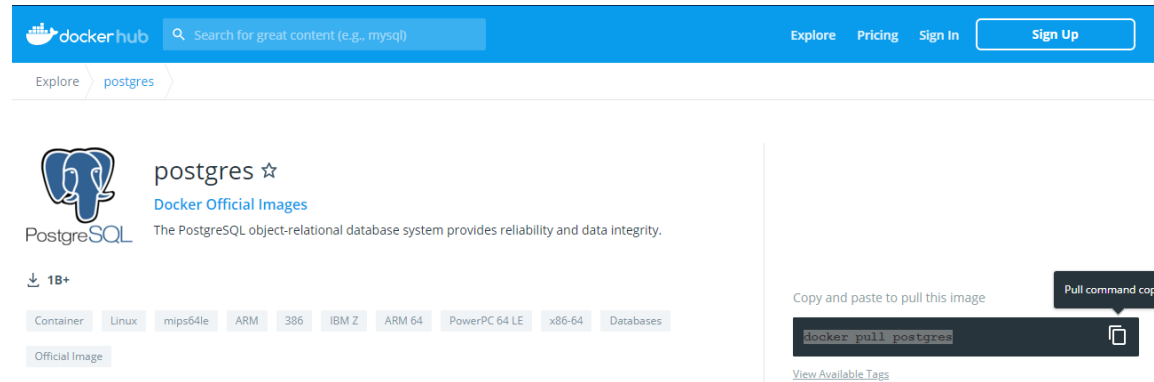 dockerhub
Search for great content (e.g., mysql)
Explore Pricing Sign In Sign Up
Explore postgres
postgres
Docker Official Images
The PostgreSQL object-relational database system provides reliability and data integrity.
PostgreSQL
1B+
Container Linux mips64le ARM 386 IBM Z ARM 64 PowerPC 64 LE x86-64 Databases
Official Image
Pull command cop
Copy and paste to pull this image
docker pull postgres
View Available Tags